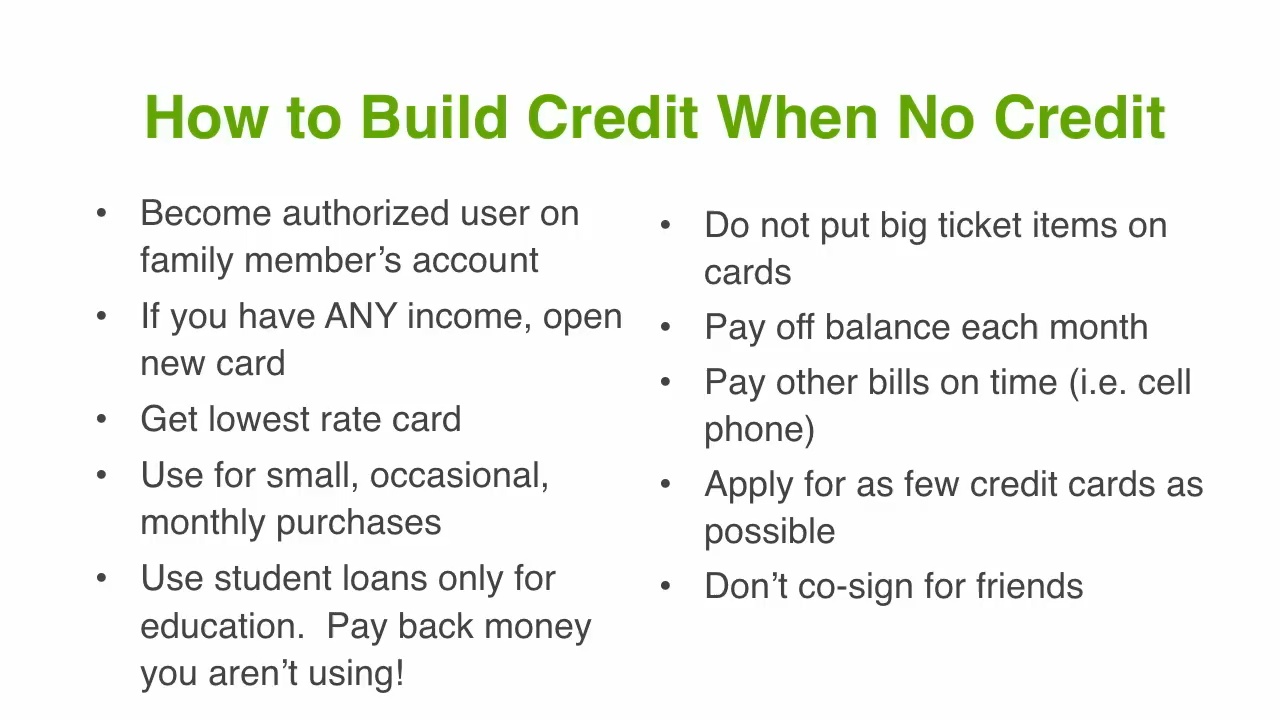 How to Build Credit When No Credit
• Become authorized user on
family member’s account
• If you have ANY income, open
new card
• Get lowest rate card
• Use for small, occasional,
monthly purchases
• Use student loans only for
education.  Pay back money
you aren’t using!
• Do not put big ticket items on
cards
• Pay off balance each month
• Pay other bills on time (i.e. cell
phone)
• Apply for as few credit cards as
possible
• Don’t co-sign for friends